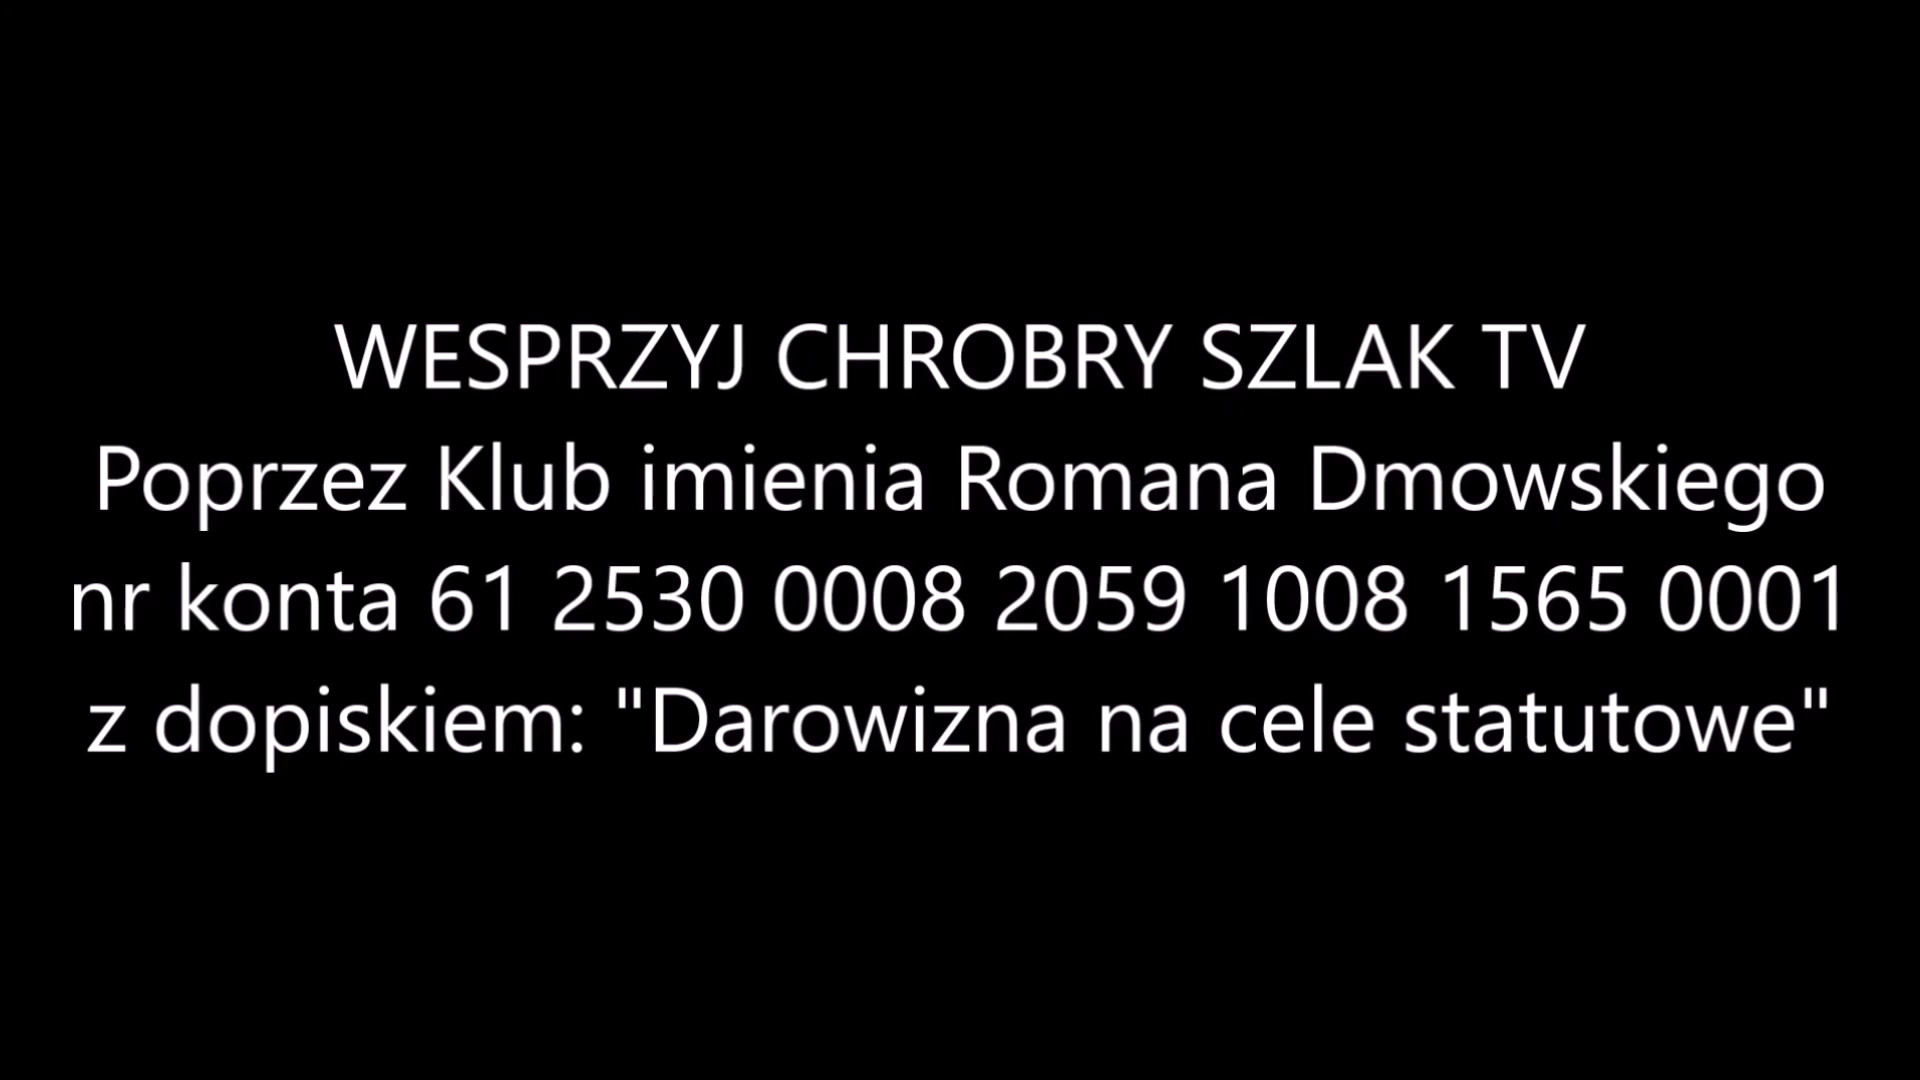 WESPRZYJ CHROBRY SZLAK TV
Poprzez Klub imienia Romana Dmowskiego
nr konta 61 2530 0008 2059 1008 1565 0001
z dopiskiem: "Darowizna na cele statutowe"